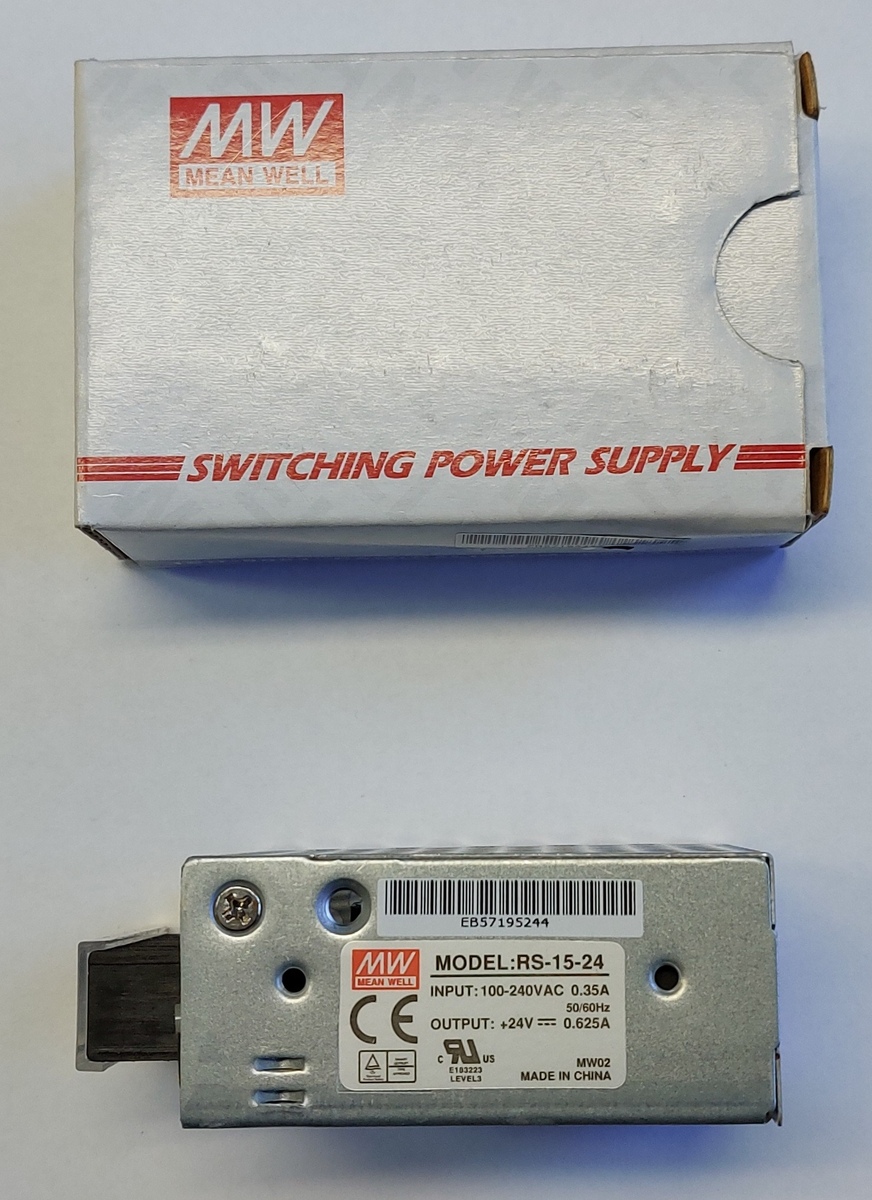 MW
MEAN WELL
SWITCHING POWER SUPPLY
EB57195244
MW
MEAN WELL
MODEL:RS-15-24
INPUT: 100-240VAC 0.35A
50/60Hz
OUTPUT: +24V ⎓ 0.625A
CE
C RU US
E183223
LEVEL3
MW02
MADE IN CHINA